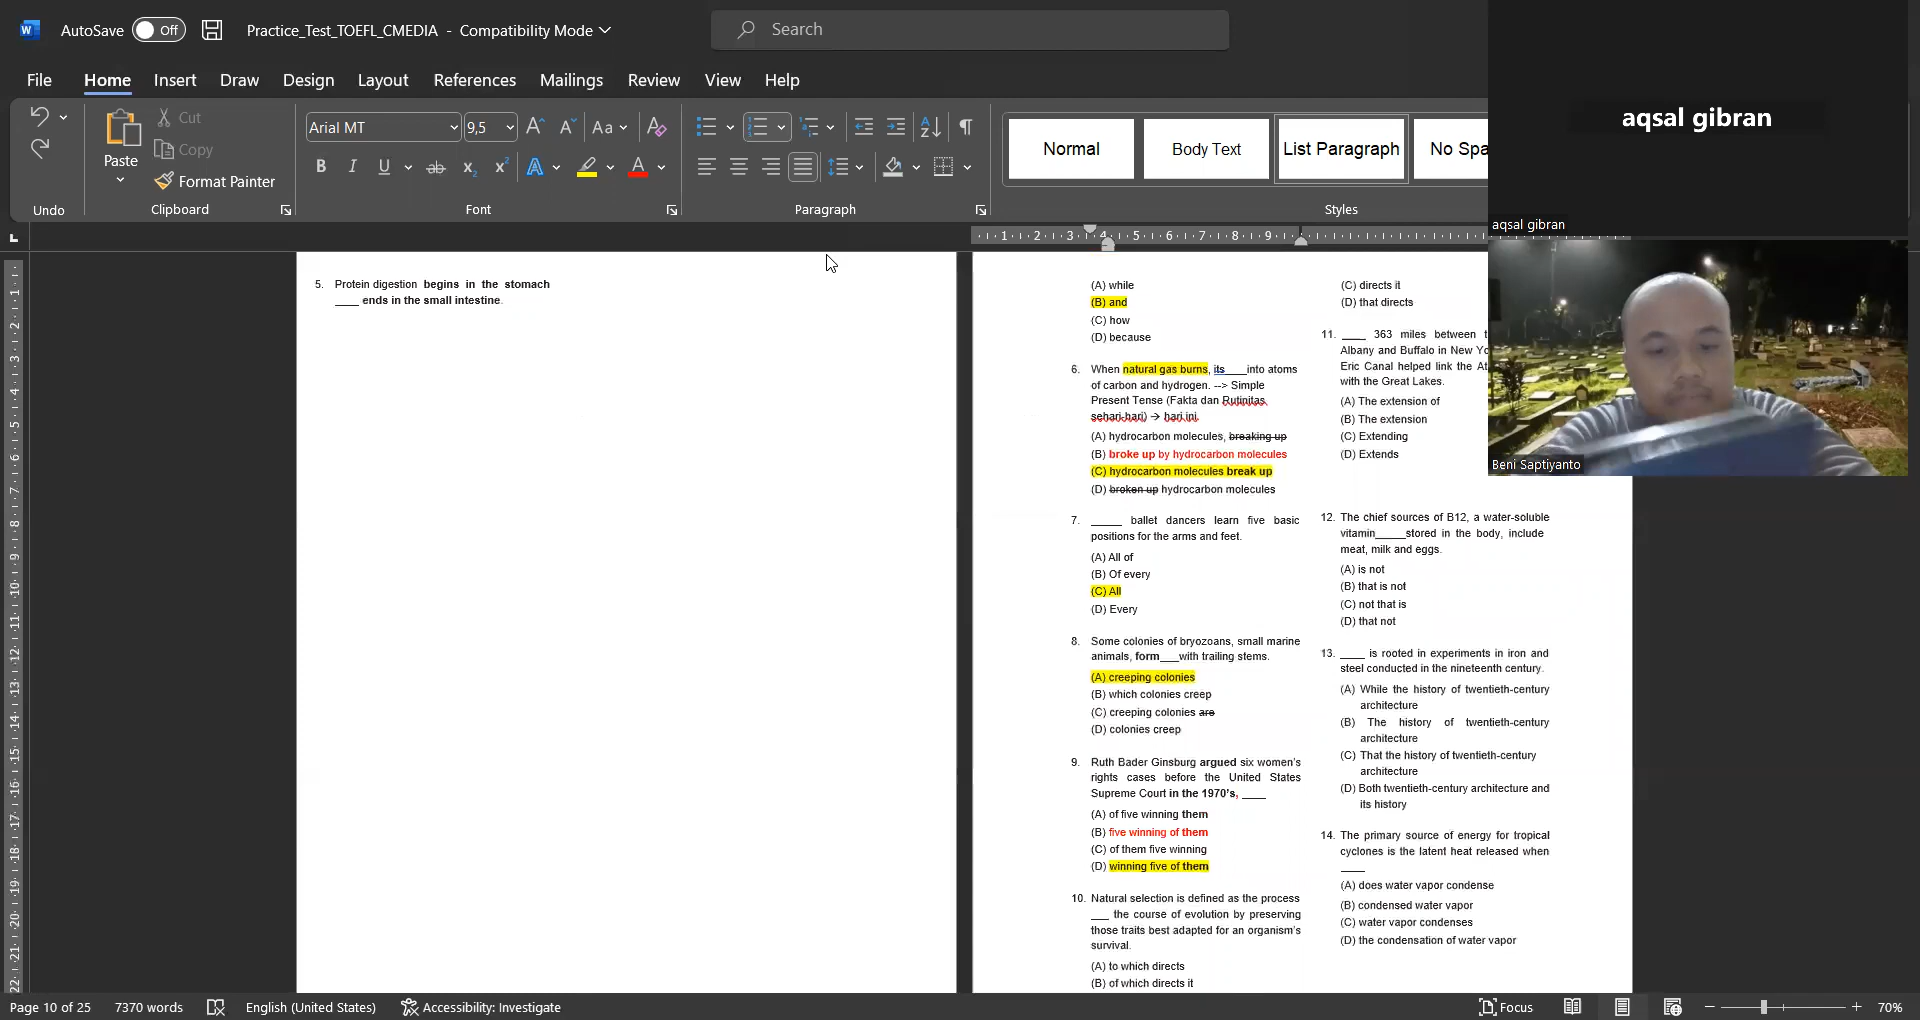 AutoSave Off Practice_Test_TOEFL_CMEDIA - Compatibility Mode Search
File Home Insert Draw Design Layout References Mailings Review View Help
Paste
Cut
Copy
Format Painter
Arial MT 9,5
Normal Body Text List Paragraph No Spa
Undo Clipboard Font Paragraph Styles
aqsal gibran
aqsal gibran
Beni Saptiyanto
5. Protein digestion begins in the stomach
____ ends in the small intestine.
(A) while
(B) and
(C) how
(D) because
6. When natural gas burns, its____into atoms
of carbon and hydrogen. --> Simple
Present Tense (Fakta dan Rutinitas
sehari-hari) → hari ini.
(A) hydrocarbon molecules, breaking up
(B) broke up by hydrocarbon molecules
(C) hydrocarbon molecules break up
(D) broken up hydrocarbon molecules
7. _____ ballet dancers learn five basic
positions for the arms and feet.
(A) All of
(B) Of every
(C) All
(D) Every
8. Some colonies of bryozoans, small marine
animals, form___with trailing stems.
(A) creeping colonies
(B) which colonies creep
(C) creeping colonies are
(D) colonies creep
9. Ruth Bader Ginsburg argued six women's
rights cases before the United States
Supreme Court in the 1970's, ____
(A) of five winning them
(B) five winning of them
(C) of them five winning
(D) winning five of them
10. Natural selection is defined as the process
___ the course of evolution by preserving
those traits best adapted for an organism's
survival.
(A) to which directs
(B) of which directs it
(C) directs it
(D) that directs
11. ____ 363 miles between t
Albany and Buffalo in New Yo
Eric Canal helped link the At
with the Great Lakes.
(A) The extension of
(B) The extension
(C) Extending
(D) Extends
12. The chief sources of B12, a water-soluble
vitamin_____stored in the body, include
meat, milk and eggs.
(A) is not
(B) that is not
(C) not that is
(D) that not
13. ____ is rooted in experiments in iron and
steel conducted in the nineteenth century.
(A) While the history of twentieth-century
architecture
(B) The history of twentieth-century
architecture
(C) That the history of twentieth-century
architecture
(D) Both twentieth-century architecture and
its history
14. The primary source of energy for tropical
cyclones is the latent heat released when
____
(A) does water vapor condense
(B) condensed water vapor
(C) water vapor condenses
(D) the condensation of water vapor
Page 10 of 25 7370 words English (United States) Accessibility: Investigate Focus 70%